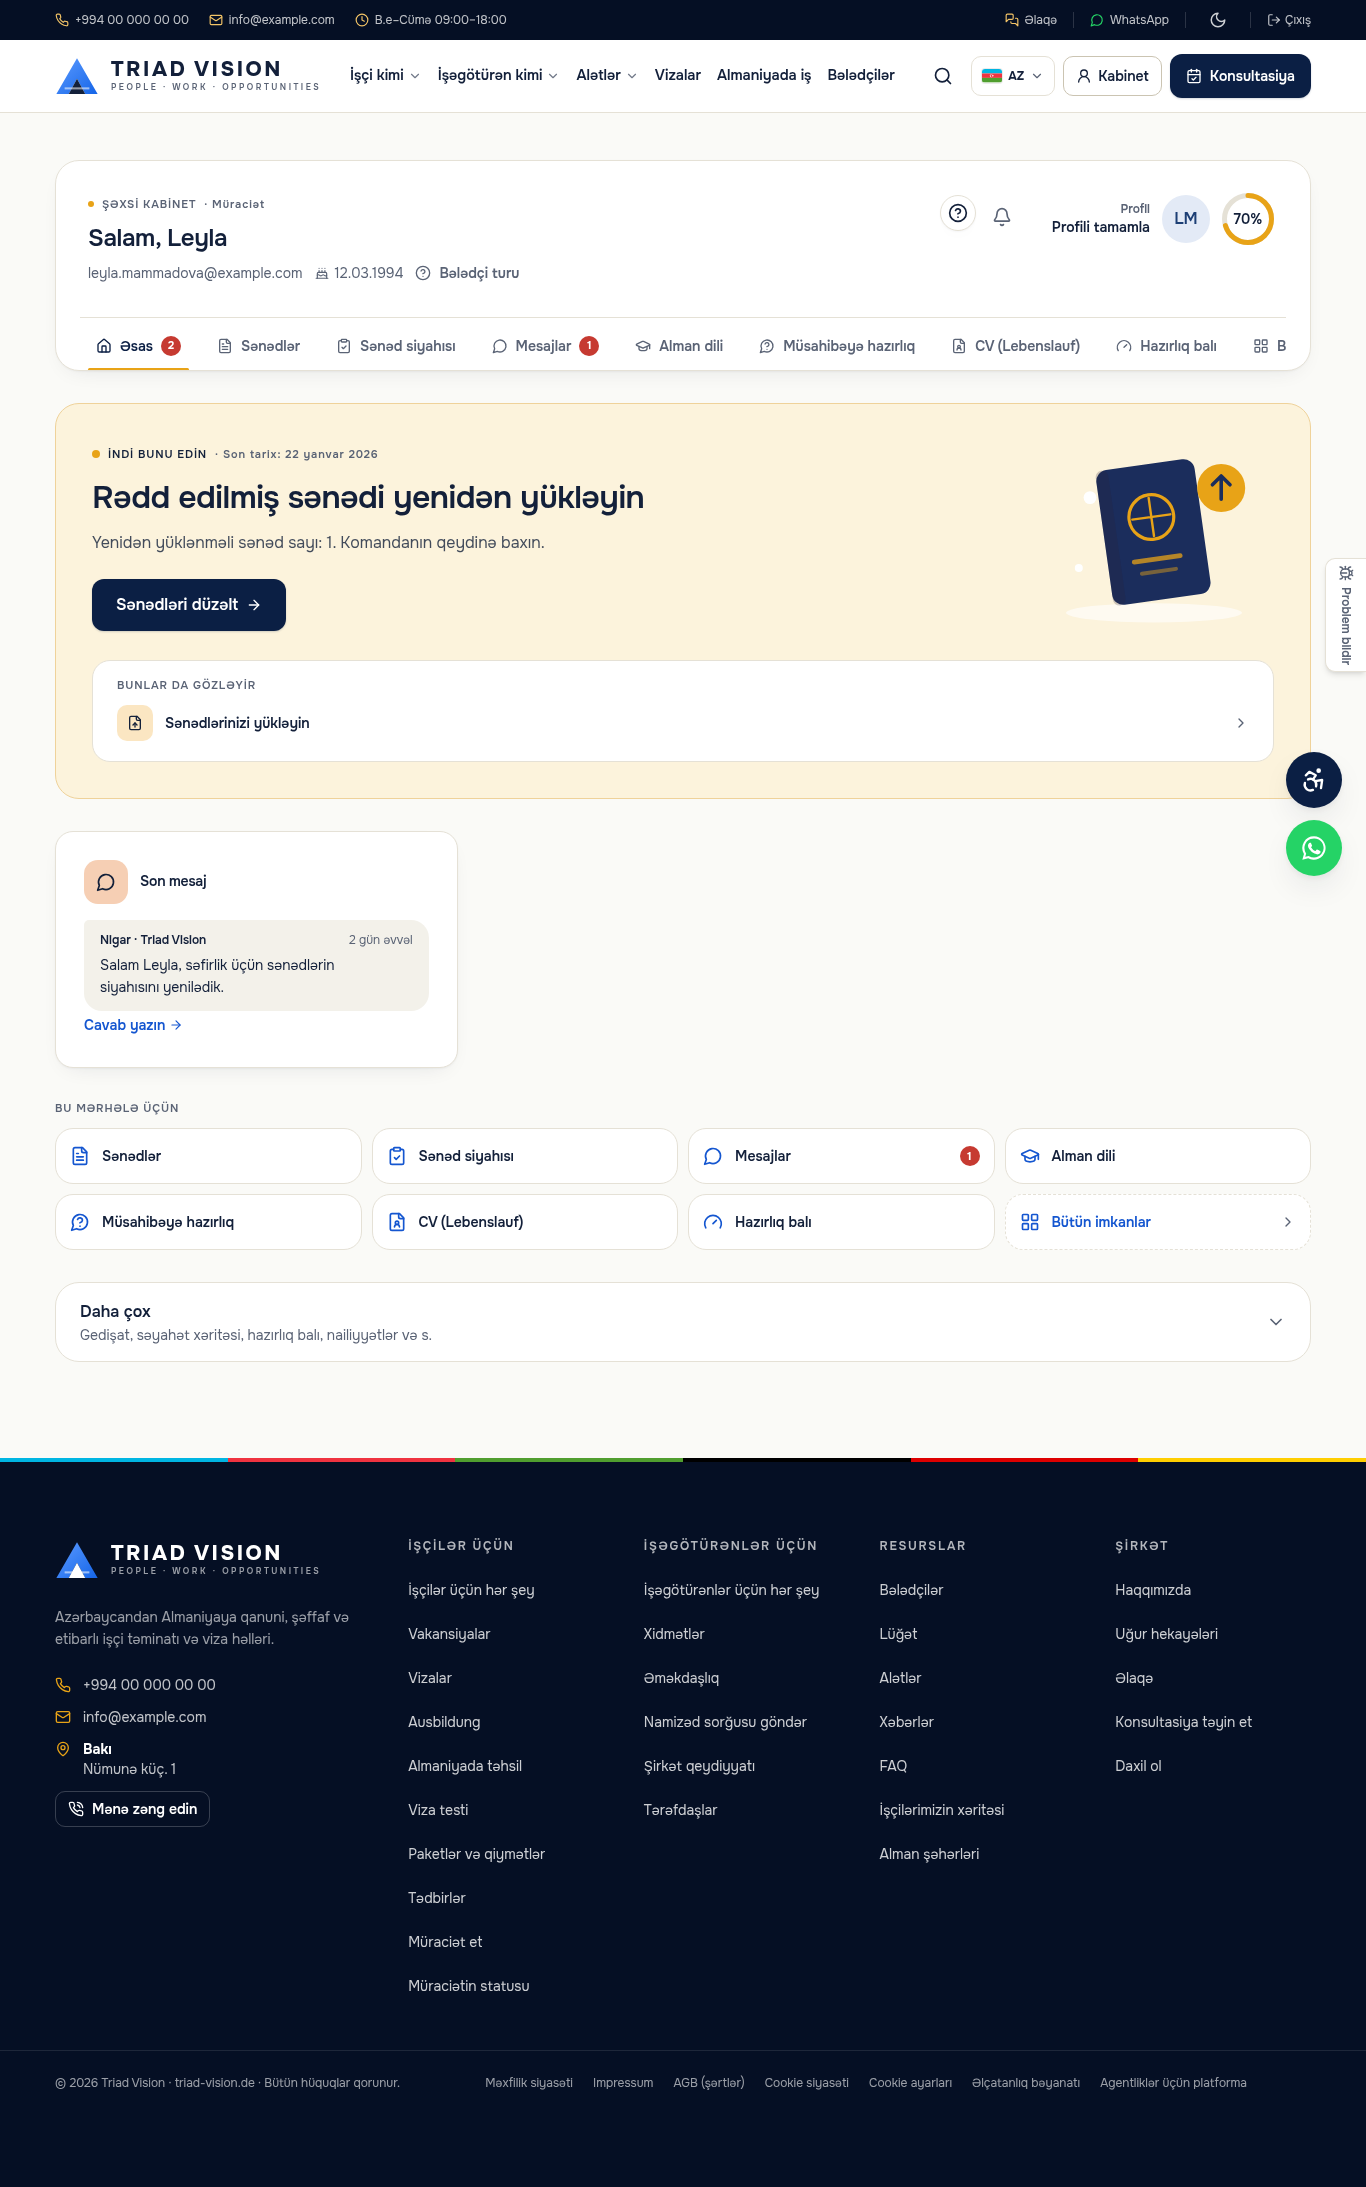 +994 00 000 00 00 info@example.com B.e–Cümə 09:00–18:00 Əlaqə WhatsApp Çıxış
TRIAD VISION
PEOPLE · WORK · OPPORTUNITIES
İşçi kimi İşəgötürən kimi Alətlər Vizalar Almaniyada iş Bələdçilər AZ Kabinet Konsultasiya
ŞƏXSİ KABİNET · Müraciət
Salam, Leyla
leyla.mammadova@example.com 12.03.1994 Bələdçi turu
Profil
Profili tamamla
LM
70%
Əsas 2 Sənədlər Sənəd siyahısı Mesajlar 1 Alman dili Müsahibəyə hazırlıq CV (Lebenslauf) Hazırlıq balı B
İNDİ BUNU EDİN · Son tarix: 22 yanvar 2026
Rədd edilmiş sənədi yenidən yükləyin
Yenidən yüklənməli sənəd sayı: 1. Komandanın qeydinə baxın.
Sənədləri düzəlt
BUNLAR DA GÖZLƏYİR
Sənədlərinizi yükləyin
Problem bildir
Son mesaj
Nigar · Triad Vision 2 gün əvvəl
Salam Leyla, səfirlik üçün sənədlərin
siyahısını yenilədik.
Cavab yazın
BU MƏRHƏLƏ ÜÇÜN
Sənədlər Sənəd siyahısı Mesajlar 1 Alman dili
Müsahibəyə hazırlıq CV (Lebenslauf) Hazırlıq balı Bütün imkanlar
Daha çox
Gedişat, səyahət xəritəsi, hazırlıq balı, nailiyyətlər və s.
TRIAD VISION
PEOPLE · WORK · OPPORTUNITIES
Azərbaycandan Almaniyaya qanuni, şəffaf və
etibarlı işçi təminatı və viza həlləri.
+994 00 000 00 00
info@example.com
Bakı
Nümunə küç. 1
Mənə zəng edin
İŞÇİLƏR ÜÇÜN
İşçilər üçün hər şey
Vakansiyalar
Vizalar
Ausbildung
Almaniyada təhsil
Viza testi
Paketlər və qiymətlər
Tədbirlər
Müraciət et
Müraciətin statusu
İŞƏGÖTÜRƏNLƏR ÜÇÜN
İşəgötürənlər üçün hər şey
Xidmətlər
Əməkdaşlıq
Namizəd sorğusu göndər
Şirkət qeydiyyatı
Tərəfdaşlar
RESURSLAR
Bələdçilər
Lüğət
Alətlər
Xəbərlər
FAQ
İşçilərimizin xəritəsi
Alman şəhərləri
ŞİRKƏT
Haqqımızda
Uğur hekayələri
Əlaqə
Konsultasiya təyin et
Daxil ol
© 2026 Triad Vision · triad-vision.de · Bütün hüquqlar qorunur. Məxfilik siyasəti Impressum AGB (şərtlər) Cookie siyasəti Cookie ayarları Əlçatanlıq bəyanatı Agentliklər üçün platforma